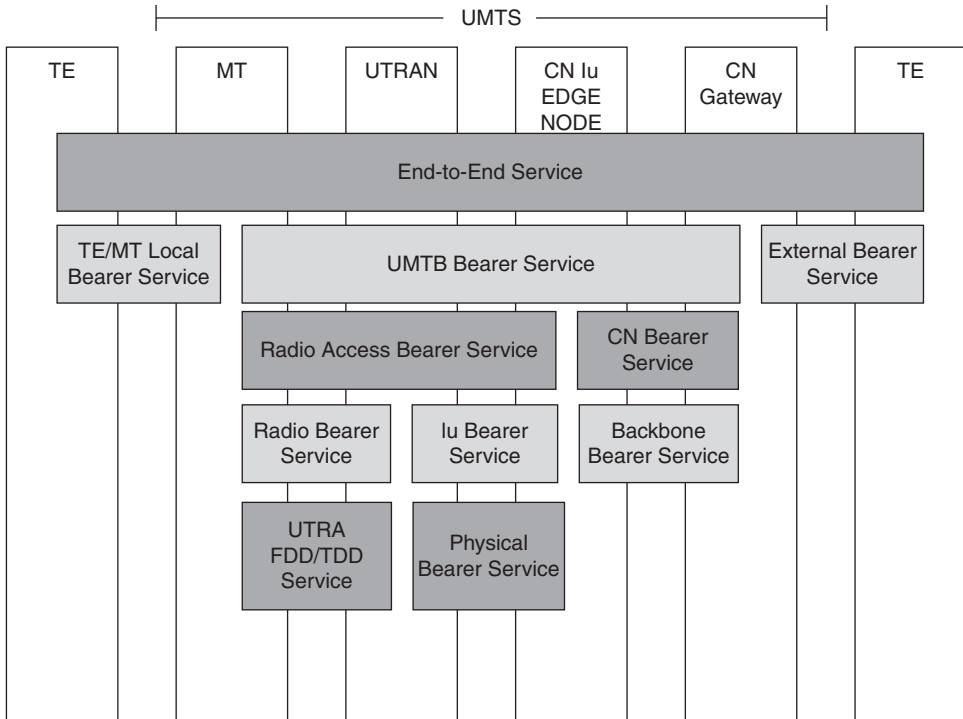 UMTS
TE
MT
UTRAN
CN Iu
EDGE
NODE
CN
Gateway
TE
End-to-End Service
TE/MT Local
Bearer Service
UMTB Bearer Service
External Bearer
Service
Radio Access Bearer Service
CN Bearer
Service
Radio Bearer
Service
Iu Bearer
Service
Backbone
Bearer Service
UTRA
FDD/TDD
Service
Physical
Bearer Service